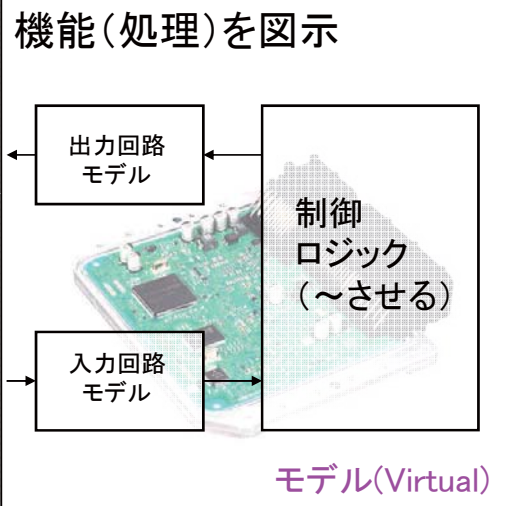 機能（処理）を図示
出力回路
モデル
制御
ロジック
（～させる）
入力回路
モデル
モデル(Virtual)